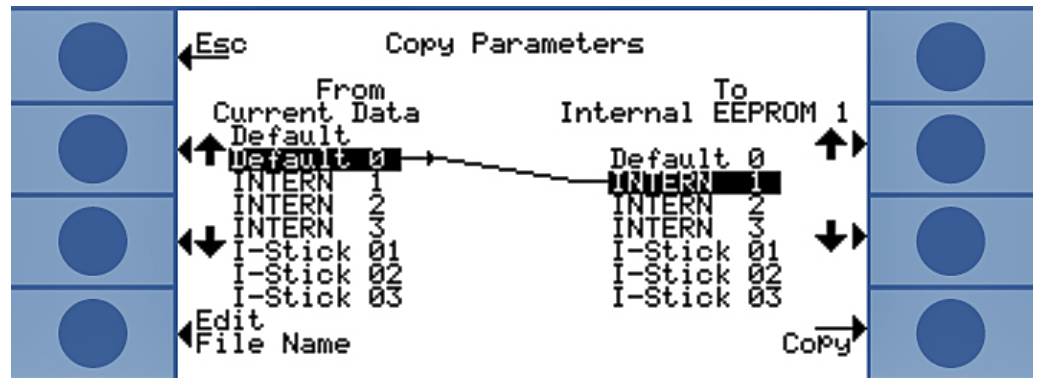 Esc
Copy Parameters
From
Current Data
Default
Default 0
INTERN 1
INTERN 2
INTERN 3
I-Stick 01
I-Stick 02
I-Stick 03
Edit
File Name
To
Internal EEPROM 1
Default 0
INTERN 1
INTERN 2
INTERN 3
I-Stick 01
I-Stick 02
I-Stick 03
Copy